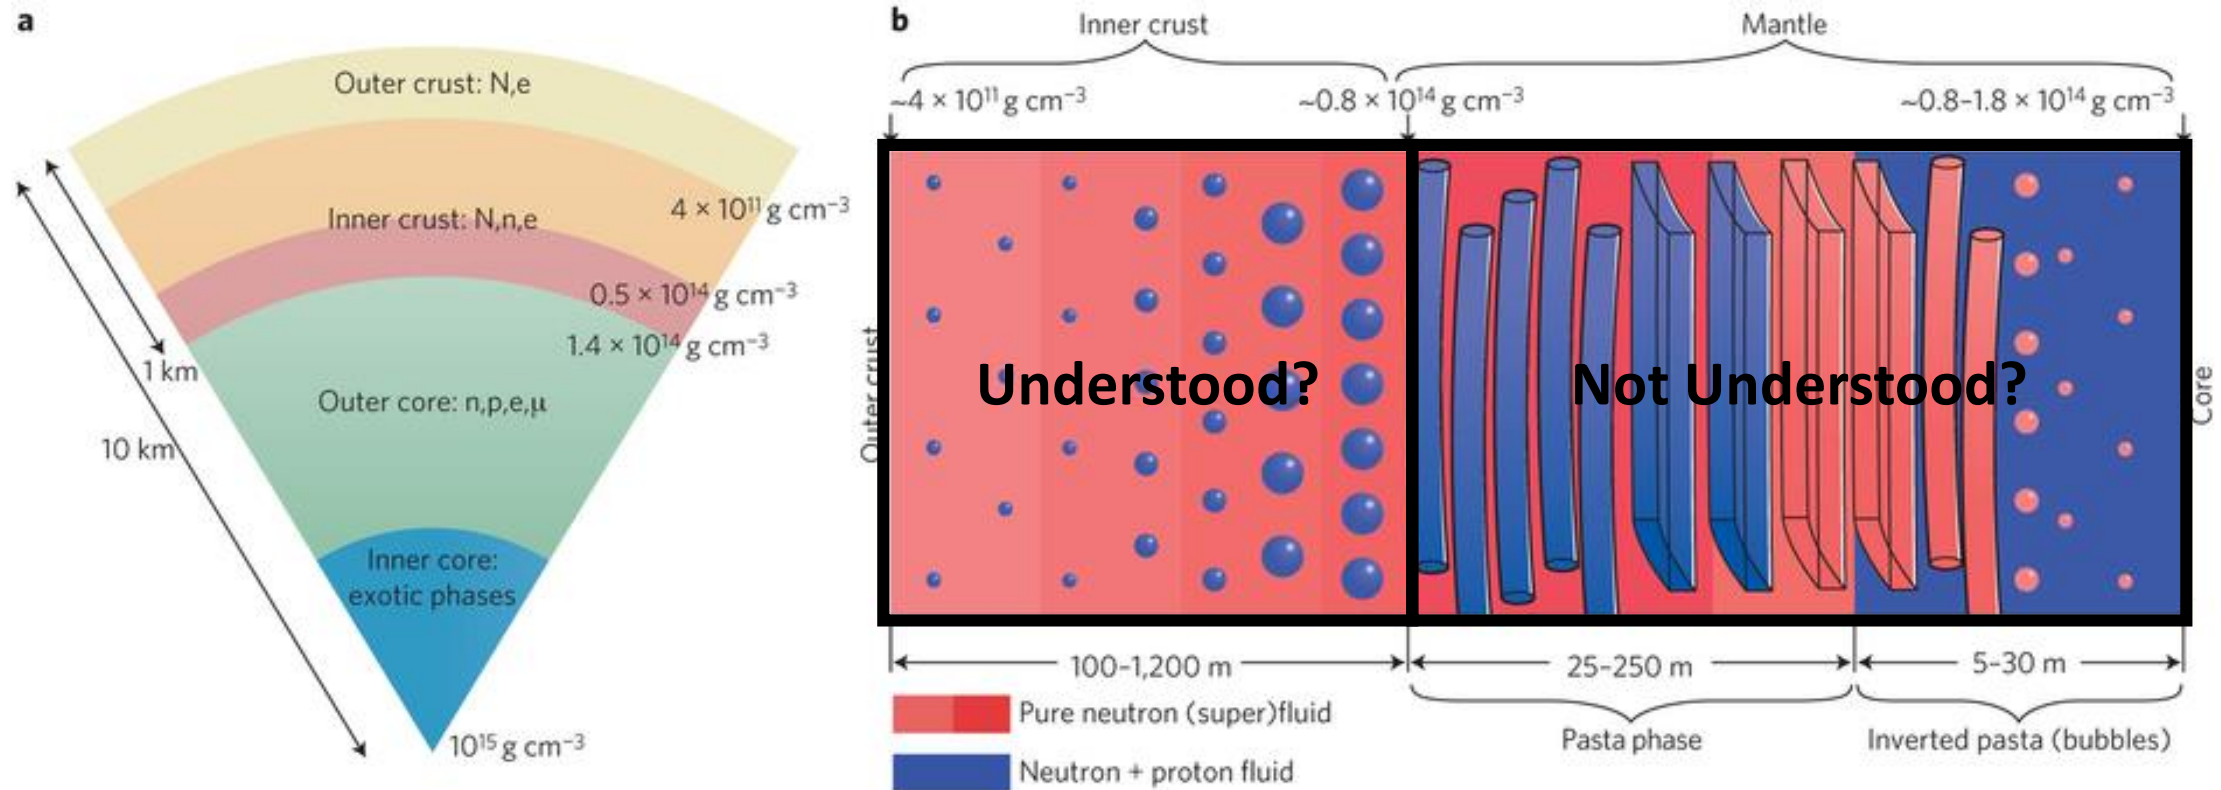 a
Outer crust: N,e
4 × 10¹¹ g cm⁻³
Inner crust: N,n,e
0.5 × 10¹⁴ g cm⁻³
1.4 × 10¹⁴ g cm⁻³
1 km
Outer core: n,p,e,μ
10 km
Inner core:
exotic phases
10¹⁵ g cm⁻³
b
Inner crust
Mantle
~4 × 10¹¹ g cm⁻³
~0.8 × 10¹⁴ g cm⁻³
~0.8–1.8 × 10¹⁴ g cm⁻³
Outer crust
Understood?
Not Understood?
Core
100–1,200 m
25–250 m
5–30 m
Pure neutron (super)fluid
Neutron + proton fluid
Pasta phase
Inverted pasta (bubbles)